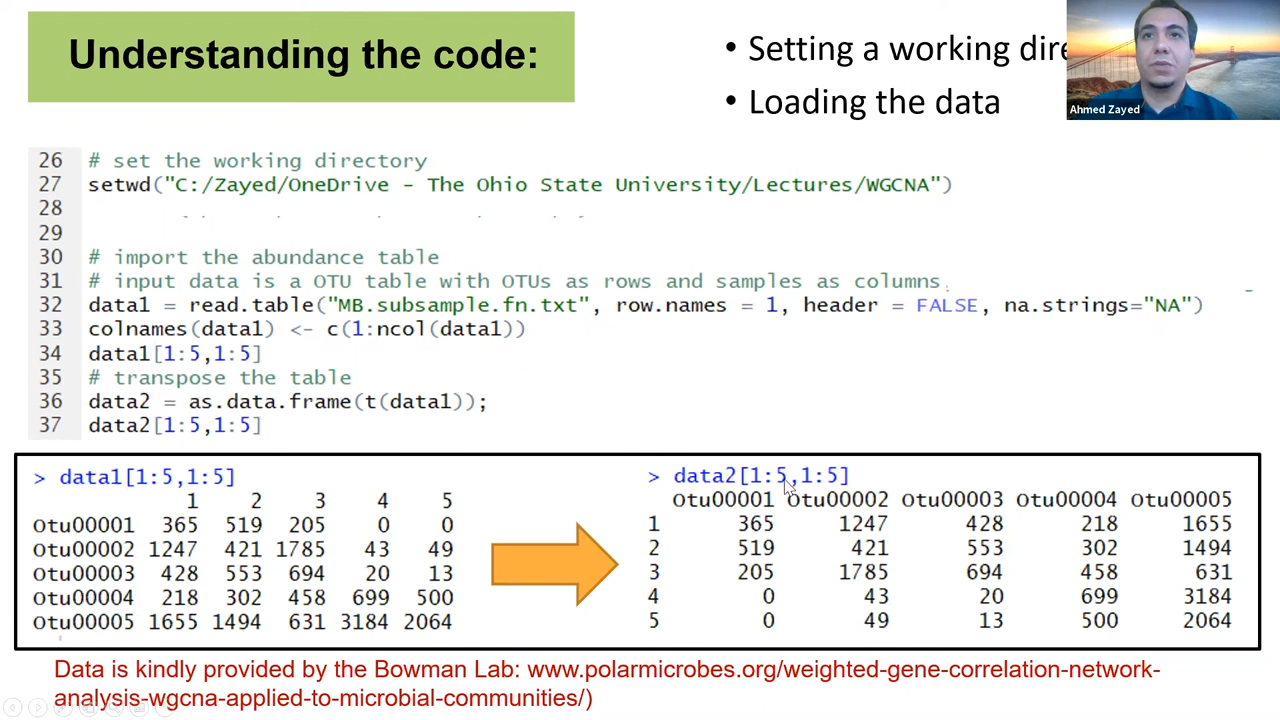 Understanding the code:
• Setting a working dire
• Loading the data
Ahmed Zayed
26 # set the working directory
27 setwd("C:/Zayed/OneDrive - The Ohio State University/Lectures/WGCNA")
28
29
30 # import the abundance table
31 # input data is a OTU table with OTUs as rows and samples as columns.
32 data1 = read.table("MB.subsample.fn.txt", row.names = 1, header = FALSE, na.strings="NA")
33 colnames(data1) <- c(1:ncol(data1))
34 data1[1:5,1:5]
35 # transpose the table
36 data2 = as.data.frame(t(data1));
37 data2[1:5,1:5]
> data1[1:5,1:5]
1 2 3 4 5
Otu00001 365 519 205 0 0
Otu00002 1247 421 1785 43 49
Otu00003 428 553 694 20 13
Otu00004 218 302 458 699 500
Otu00005 1655 1494 631 3184 2064
> data2[1:5,1:5]
Otu00001 Otu00002 Otu00003 Otu00004 Otu00005
1 365 1247 428 218 1655
2 519 421 553 302 1494
3 205 1785 694 458 631
4 0 43 20 699 3184
5 0 49 13 500 2064
Data is kindly provided by the Bowman Lab: www.polarmicrobes.org/weighted-gene-correlation-network-
analysis-wgcna-applied-to-microbial-communities/)